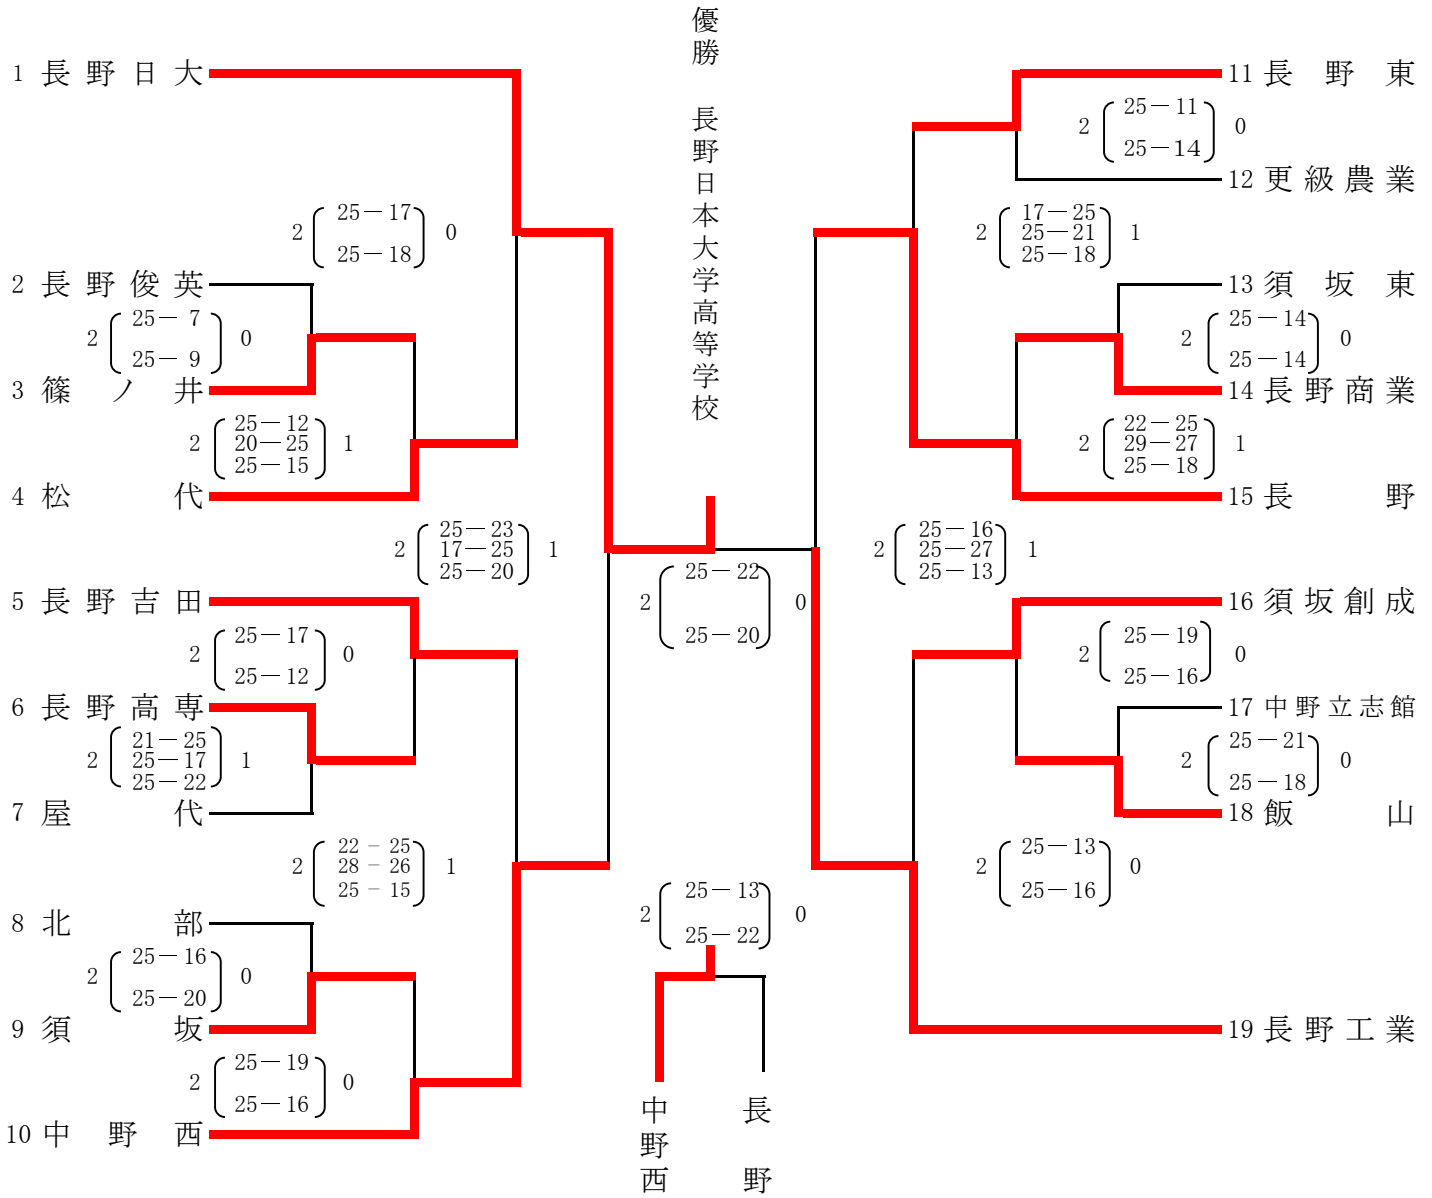 優勝 長野日本大学高等学校
1 長野日大
2 25－17 0
25－18
2 長野俊英
2 25－ 7 0
25－ 9
3 篠ノ井
2 25－12 1
20－25
25－15
4 松代
2 25－23 1
17－25
25－20
5 長野吉田
2 25－17 0
25－12
6 長野高専
2 21－25 1
25－17
25－22
7 屋代
2 22 － 25 1
28 － 26
25 － 15
8 北部
2 25－16 0
25－20
9 須坂
2 25－19 0
25－16
10 中野西
2 25－22 0
25－20
2 25－13 0
25－22
中野西
長野
11 長野東
2 25－11 0
25－14
12 更級農業
2 17－25 1
25－21
25－18
13 須坂東
2 25－14 0
25－14
14 長野商業
2 22－25 1
29－27
25－18
15 長野
2 25－16 1
25－27
25－13
16 須坂創成
2 25－19 0
25－16
17 中野立志館
2 25－21 0
25－18
18 飯山
2 25－13 0
25－16
19 長野工業